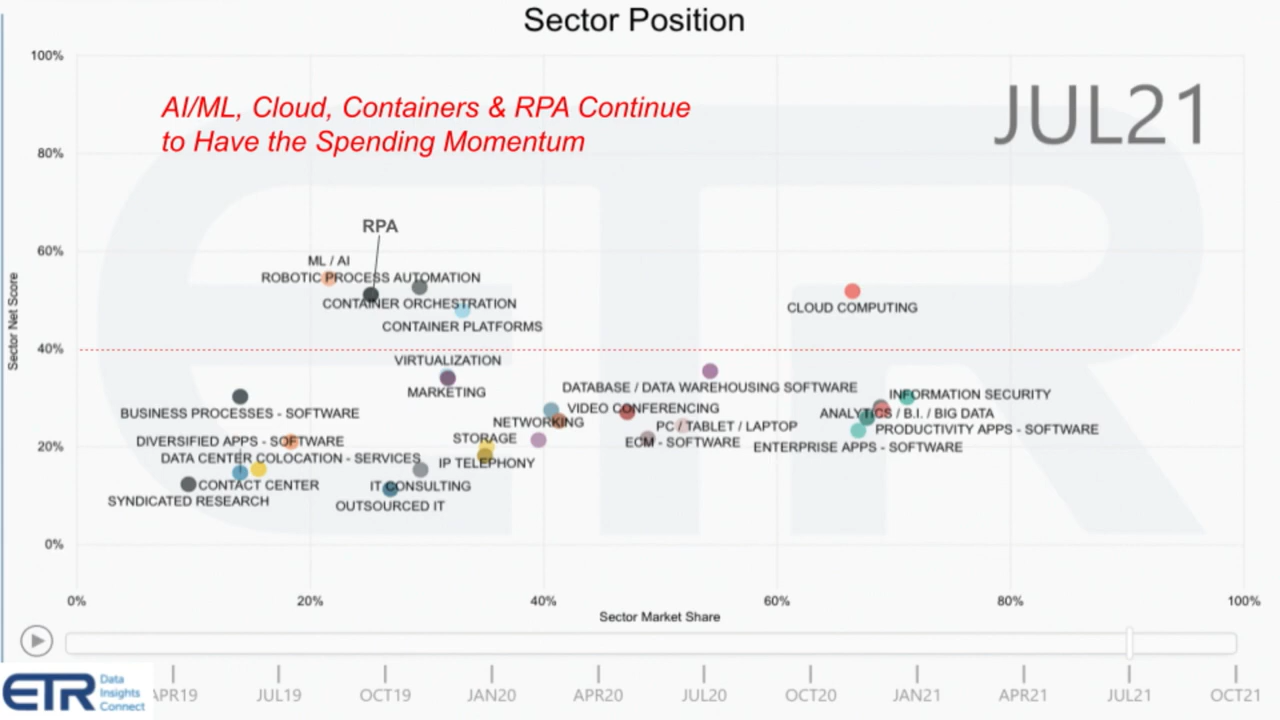 Sector Position
100%
AI/ML, Cloud, Containers & RPA Continue
to Have the Spending Momentum
JUL21
80%
RPA
60%
ML / AI
ROBOTIC PROCESS AUTOMATION
CONTAINER ORCHESTRATION
CLOUD COMPUTING
CONTAINER PLATFORMS
Sector Net Score
40%
VIRTUALIZATION
MARKETING
DATABASE / DATA WAREHOUSING SOFTWARE
INFORMATION SECURITY
BUSINESS PROCESSES - SOFTWARE
VIDEO CONFERENCING
ANALYTICS / B.I. / BIG DATA
NETWORKING
PC / TABLET / LAPTOP
PRODUCTIVITY APPS - SOFTWARE
20%
DIVERSIFIED APPS - SOFTWARE
STORAGE
ECM - SOFTWARE
ENTERPRISE APPS - SOFTWARE
DATA CENTER COLOCATION - SERVICES
IP TELEPHONY
CONTACT CENTER
IT CONSULTING
SYNDICATED RESEARCH
OUTSOURCED IT
0%
0% 20% 40% 60% 80% 100%
Sector Market Share
ETR
Data
Insights
Connect
APR19 JUL19 OCT19 JAN20 APR20 JUL20 OCT20 JAN21 APR21 JUL21 OCT21